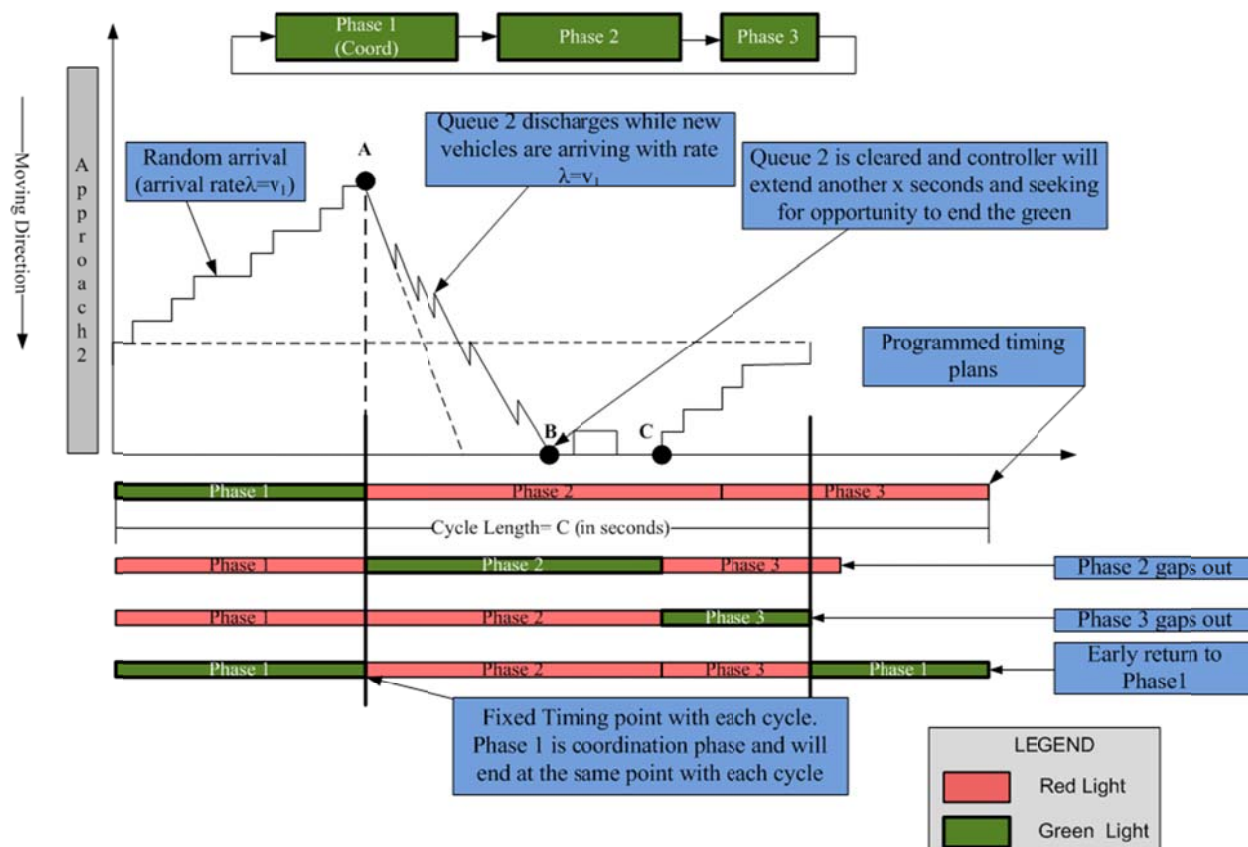 Phase 1
(Coord)
Phase 2
Phase 3
Moving Direction
Approach 2
Random arrival
(arrival rateλ=v₁)
A
Queue 2 discharges while new
vehicles are arriving with rate
λ=v₁
Queue 2 is cleared and controller will
extend another x seconds and seeking
for opportunity to end the green
Programmed timing
plans
B
C
Phase 1
Phase 2
Phase 3
Cycle Length= C (in seconds)
Phase 1
Phase 2
Phase 3
Phase 2 gaps out
Phase 1
Phase 2
Phase 3
Phase 3 gaps out
Phase 1
Phase 2
Phase 3
Phase 1
Early return to
Phase1
Fixed Timing point with each cycle.
Phase 1 is coordination phase and will
end at the same point with each cycle
LEGEND
Red Light
Green Light